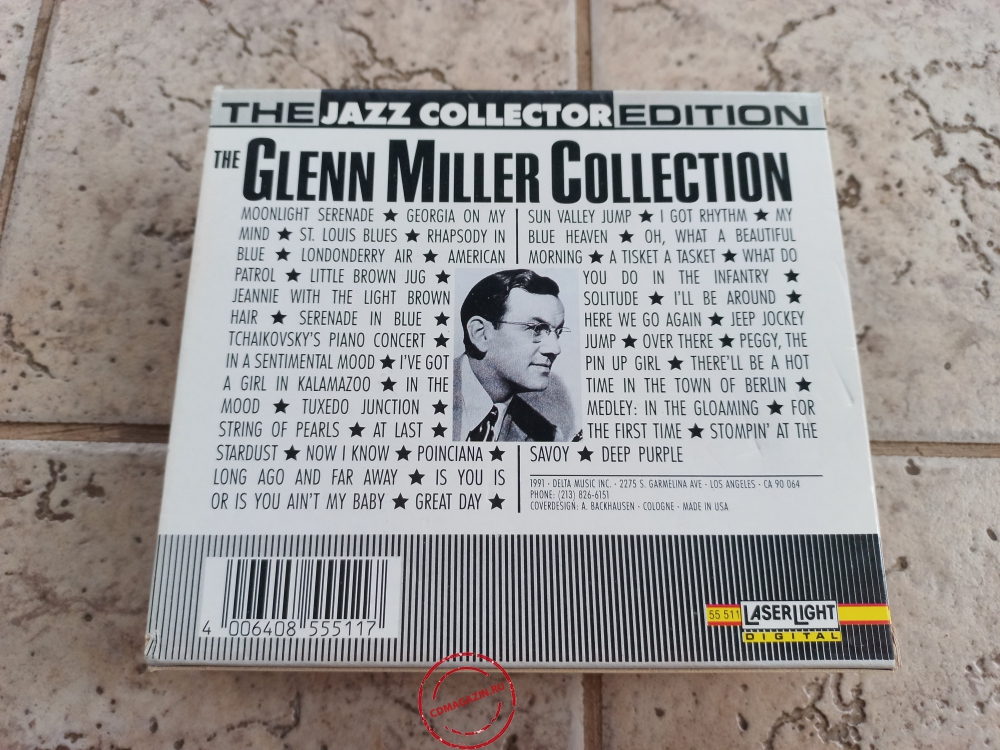 THE JAZZ COLLECTOR EDITION
THE GLENN MILLER COLLECTION
MOONLIGHT SERENADE ★ GEORGIA ON MY
MIND ★ ST. LOUIS BLUES ★ RHAPSODY IN
BLUE ★ LONDONDERRY AIR ★ AMERICAN
PATROL ★ LITTLE BROWN JUG ★
JEANNIE WITH THE LIGHT BROWN
HAIR ★ SERENADE IN BLUE ★
TCHAIKOVSKY'S PIANO CONCERT ★
IN A SENTIMENTAL MOOD ★ I'VE GOT
A GIRL IN KALAMAZOO ★ IN THE
MOOD ★ TUXEDO JUNCTION ★
STRING OF PEARLS ★ AT LAST ★
STARDUST ★ NOW I KNOW ★ POINCIANA ★
LONG AGO AND FAR AWAY ★ IS YOU IS
OR IS YOU AIN'T MY BABY ★ GREAT DAY ★
SUN VALLEY JUMP ★ I GOT RHYTHM ★ MY
BLUE HEAVEN ★ OH, WHAT A BEAUTIFUL
MORNING ★ A TISKET A TASKET ★ WHAT DO
YOU DO IN THE INFANTRY ★
SOLITUDE ★ I'LL BE AROUND ★
HERE WE GO AGAIN ★ JEEP JOCKEY
JUMP ★ OVER THERE ★ PEGGY, THE
PIN UP GIRL ★ THERE'LL BE A HOT
TIME IN THE TOWN OF BERLIN ★
MEDLEY: IN THE GLOAMING ★ FOR
THE FIRST TIME ★ STOMPIN' AT THE
SAVOY ★ DEEP PURPLE
1991 · DELTA MUSIC INC. · 2275 S. GARMELINA AVE · LOS ANGELES · CA 90 064
PHONE: (213) 826-6151
COVERDESIGN: A. BACKHAUSEN · COLOGNE · MADE IN USA
4 006408 555117
55 511 LASERLIGHT
DIGITAL
CDMAGAZIN.RU